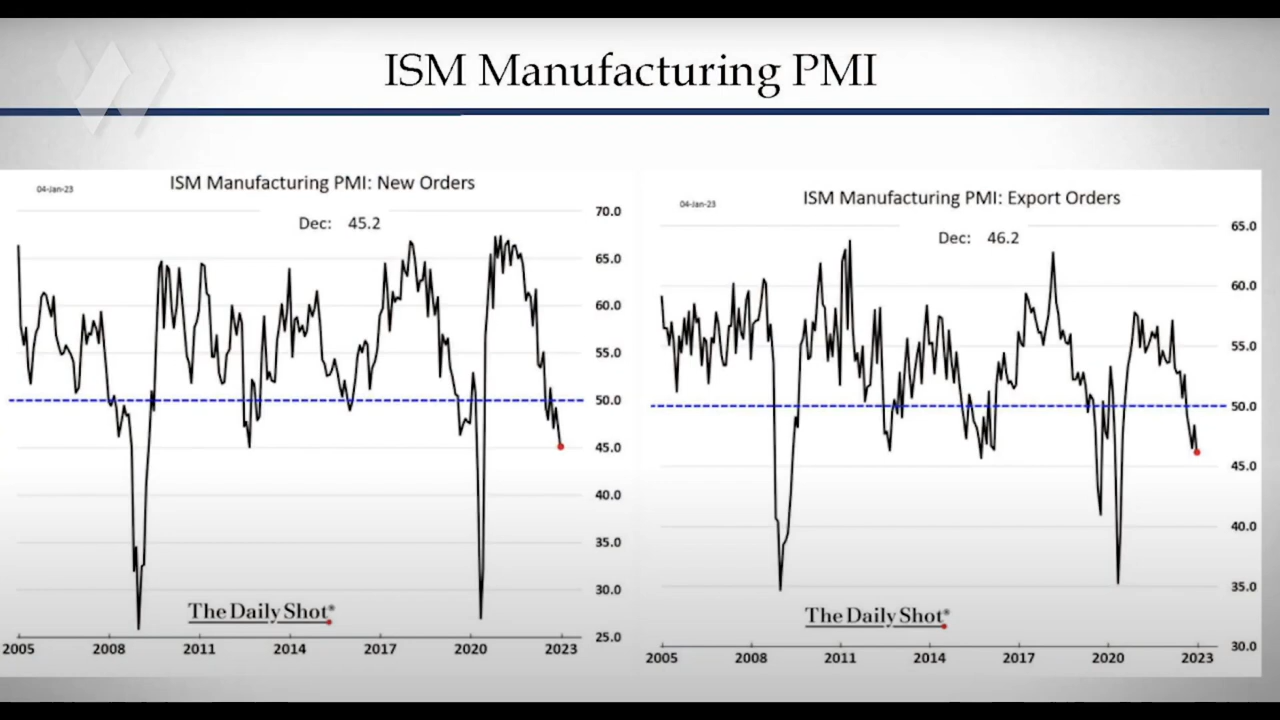 ISM Manufacturing PMI
04-Jan-23
ISM Manufacturing PMI: New Orders
Dec: 45.2
70.0
65.0
60.0
55.0
50.0
45.0
40.0
35.0
30.0
25.0
The Daily Shot®
2005 2008 2011 2014 2017 2020 2023
04-Jan-23
ISM Manufacturing PMI: Export Orders
Dec: 46.2
65.0
60.0
55.0
50.0
45.0
40.0
35.0
30.0
The Daily Shot®
2005 2008 2011 2014 2017 2020 2023